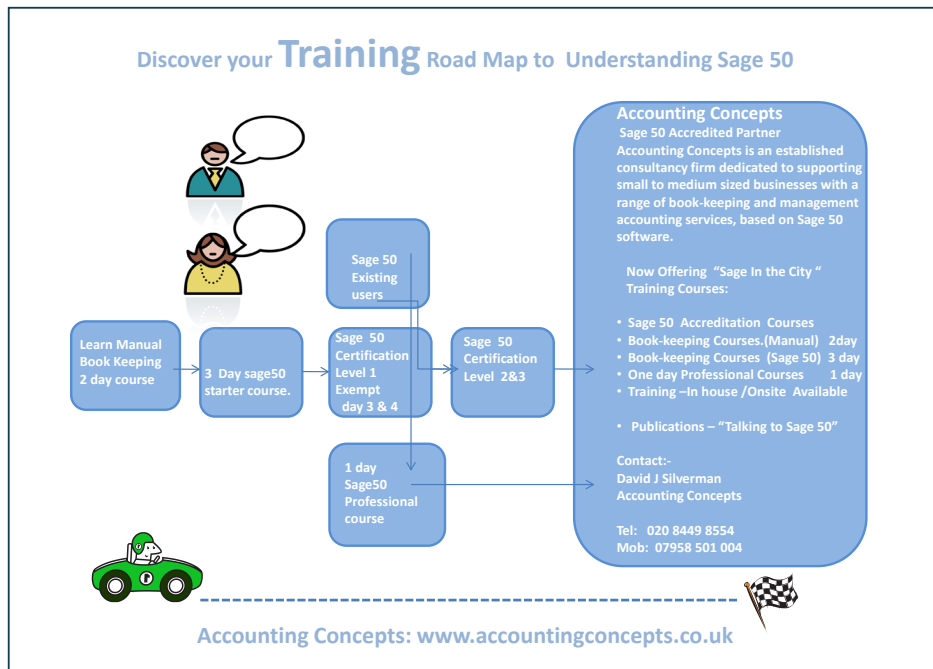 Discover your Training Road Map to Understanding Sage 50
Sage 50
Existing
users
Learn Manual
Book Keeping
2 day course
3 Day sage50
starter course.
Sage 50
Certification
Level 1
Exempt
day 3 & 4
Sage 50
Certification
Level 2&3
1 day
Sage50
Professional
course
Accounting Concepts
Sage 50 Accredited Partner
Accounting Concepts is an established
consultancy firm dedicated to supporting
small to medium sized businesses with a
range of book-keeping and management
accounting services, based on Sage 50
software.
Now Offering “Sage In the City “
Training Courses:
• Sage 50 Accreditation Courses
• Book-keeping Courses.(Manual) 2day
• Book-keeping Courses (Sage 50) 3 day
• One day Professional Courses 1 day
• Training –In house /Onsite Available
• Publications – “Talking to Sage 50”
Contact:-
David J Silverman
Accounting Concepts
Tel: 020 8449 8554
Mob: 07958 501 004
Accounting Concepts: www.accountingconcepts.co.uk